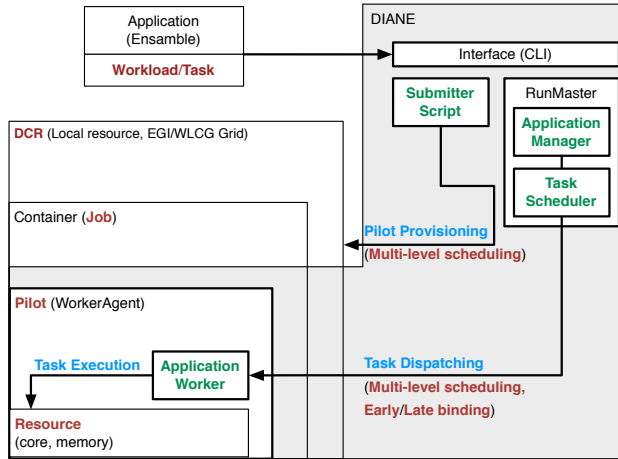 Application
(Ensamble)
Workload/Task
DIANE
Interface (CLI)
Submitter
Script
RunMaster
Application
Manager
Task
Scheduler
DCR (Local resource, EGI/WLCG Grid)
Container (Job)
Pilot Provisioning
(Multi-level scheduling)
Pilot (WorkerAgent)
Task Execution
Application
Worker
Task Dispatching
(Multi-level scheduling,
Early/Late binding)
Resource
(core, memory)